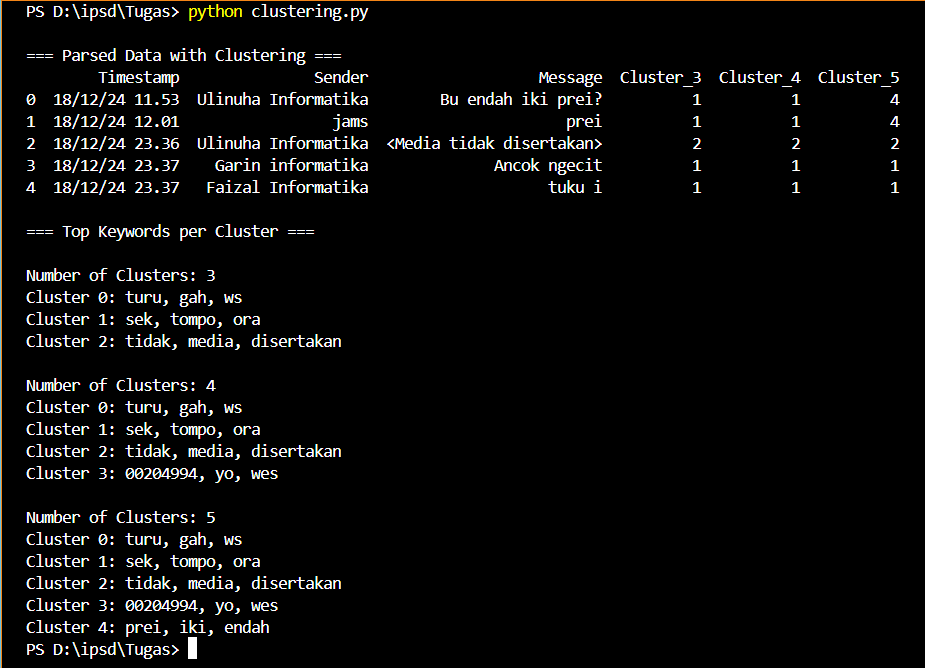 PS D:\ipsd\Tugas> python clustering.py
=== Parsed Data with Clustering ===
Timestamp Sender Message Cluster_3 Cluster_4 Cluster_5
0 18/12/24 11.53 Ulinuha Informatika Bu endah iki prei? 1 1 4
1 18/12/24 12.01 jams prei 1 1 4
2 18/12/24 23.36 Ulinuha Informatika <Media tidak disertakan> 2 2 2
3 18/12/24 23.37 Garin informatika Ancok ngecit 1 1 1
4 18/12/24 23.37 Faizal Informatika tuku i 1 1 1
=== Top Keywords per Cluster ===
Number of Clusters: 3
Cluster 0: turu, gah, ws
Cluster 1: sek, tompo, ora
Cluster 2: tidak, media, disertakan
Number of Clusters: 4
Cluster 0: turu, gah, ws
Cluster 1: sek, tompo, ora
Cluster 2: tidak, media, disertakan
Cluster 3: 00204994, yo, wes
Number of Clusters: 5
Cluster 0: turu, gah, ws
Cluster 1: sek, tompo, ora
Cluster 2: tidak, media, disertakan
Cluster 3: 00204994, yo, wes
Cluster 4: prei, iki, endah
PS D:\ipsd\Tugas>